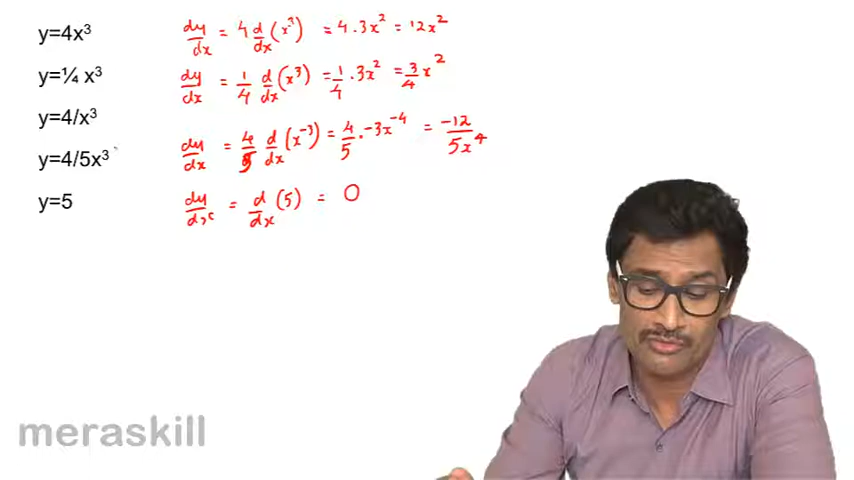 y=4x³ dy/dx = 4 d/dx (x³) = 4·3x² = 12x²
y=¼ x³ dy/dx = 1/4 d/dx (x³) = 1/4 ·3x² = 3/4 x²
y=4/x³
y=4/5x³ dy/dx = 4/5 d/dx (x⁻³) = 4/5 · -3x⁻⁴ = -12/5x⁴
y=5 dy/dx = d/dx (5) = 0
meraskill